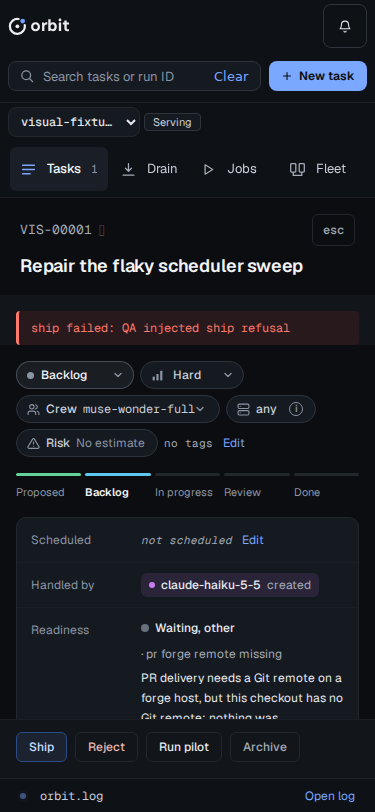 orbit
Search tasks or run ID Clear
+ New task
visual-fixtu… Serving
Tasks 1 Drain Jobs Fleet
VIS-00001 esc
Repair the flaky scheduler sweep
ship failed: QA injected ship refusal
Backlog Hard
Crew muse-wonder-full any
Risk No estimate no tags Edit
Proposed Backlog In progress Review Done
Scheduled not scheduled Edit
Handled by claude-haiku-5-5 created
Readiness Waiting, other
· pr forge remote missing
PR delivery needs a Git remote on a
forge host, but this checkout has no
Git remote; nothing was
Ship Reject Run pilot Archive
orbit.log Open log